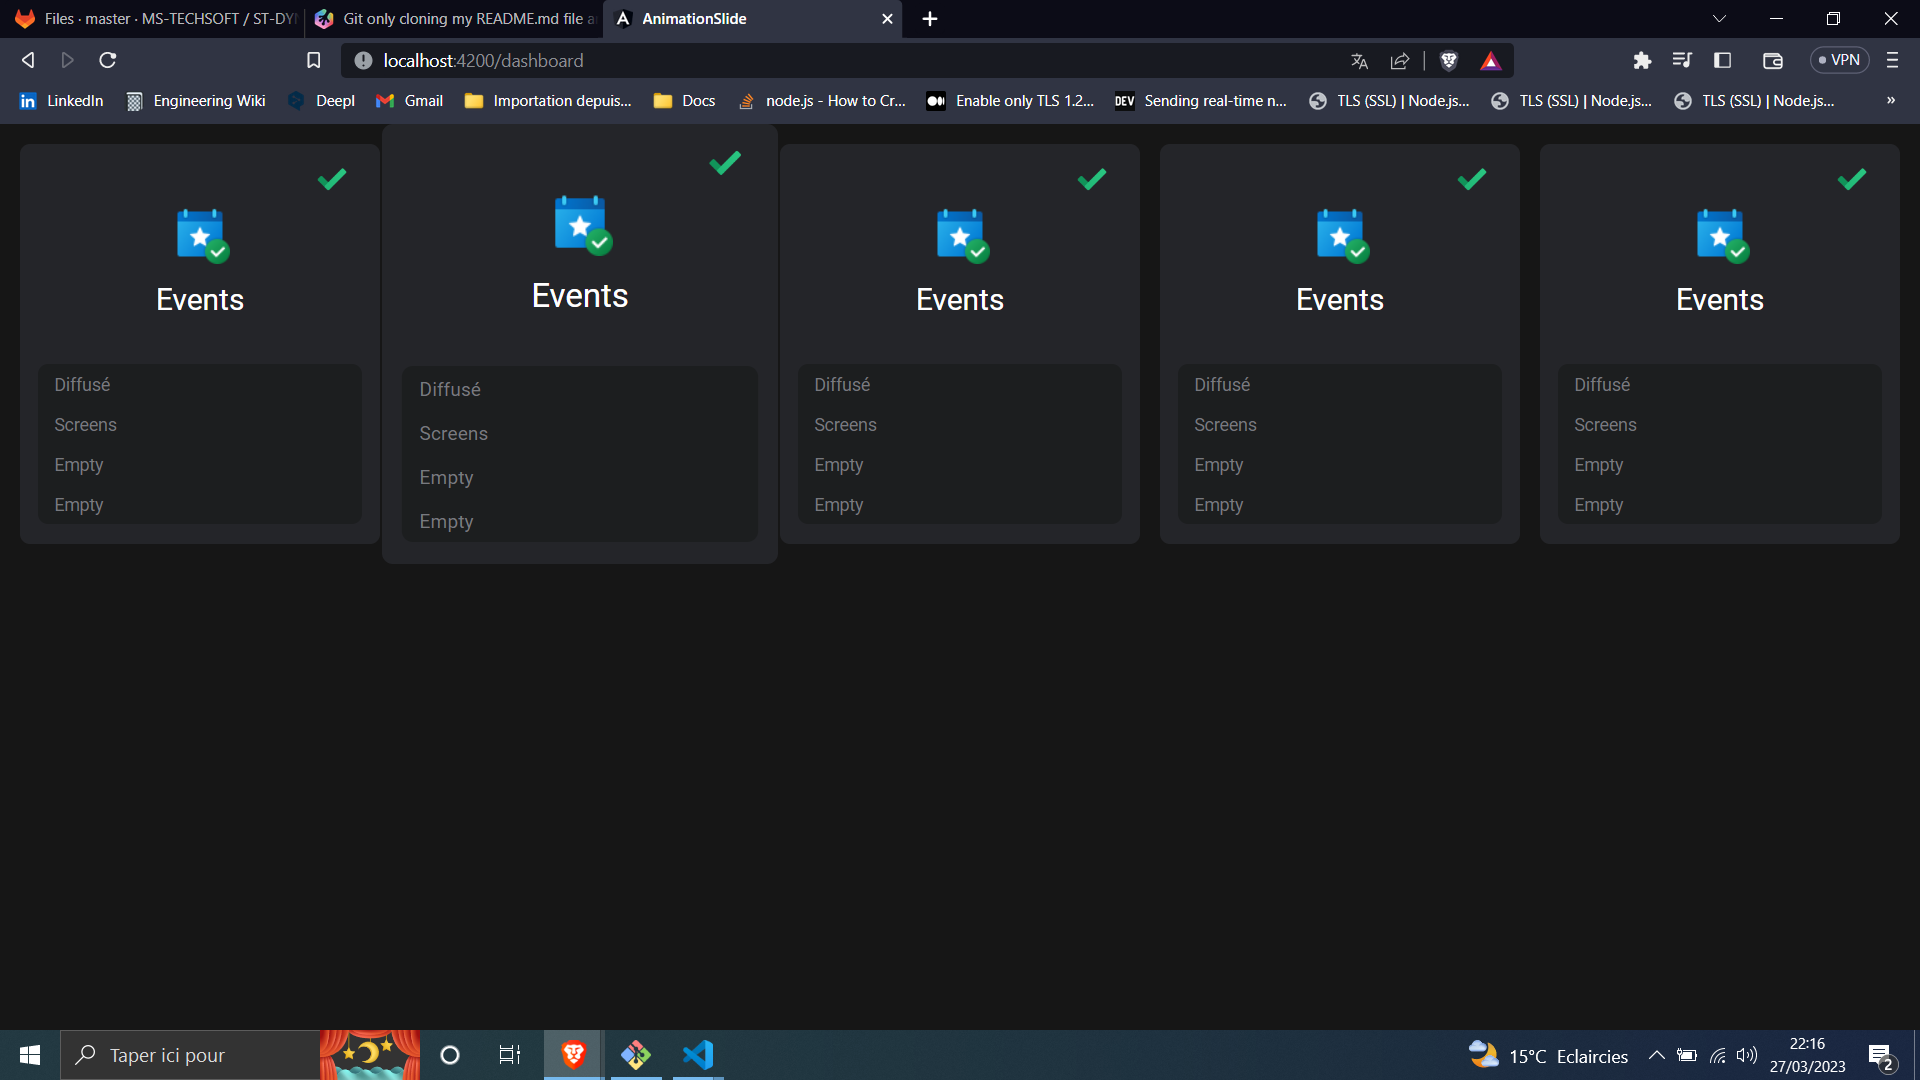 Files · master · MS-TECHSOFT / ST-DYN
Git only cloning my README.md file a
AnimationSlide
localhost:4200/dashboard
VPN
LinkedIn
Engineering Wiki
Deepl
Gmail
Importation depuis...
Docs
node.js - How to Cr...
Enable only TLS 1.2...
DEV
Sending real-time n...
TLS (SSL) | Node.js...
TLS (SSL) | Node.js...
TLS (SSL) | Node.js...
»
Events
Diffusé
Screens
Empty
Empty
Events
Diffusé
Screens
Empty
Empty
Events
Diffusé
Screens
Empty
Empty
Events
Diffusé
Screens
Empty
Empty
Events
Diffusé
Screens
Empty
Empty
Taper ici pour
15°C Eclaircies
22:16
27/03/2023
2